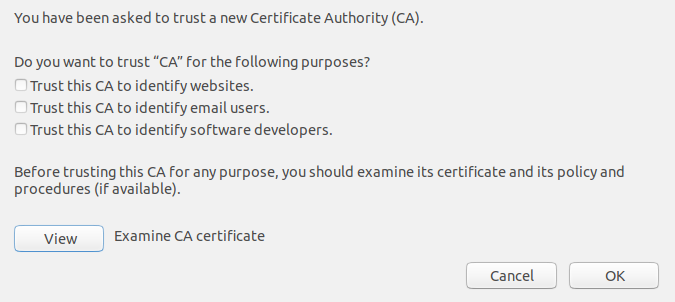 You have been asked to trust a new Certificate Authority (CA).
Do you want to trust “CA” for the following purposes?
Trust this CA to identify websites.
Trust this CA to identify email users.
Trust this CA to identify software developers.
Before trusting this CA for any purpose, you should examine its certificate and its policy and
procedures (if available).
View Examine CA certificate
Cancel OK